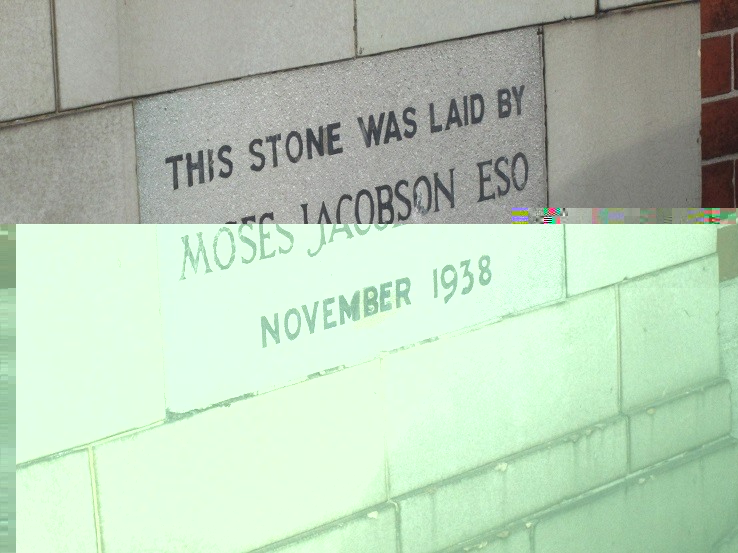 THIS STONE WAS LAID BY
MOSES JACOBSON ESQ
NOVEMBER 1938